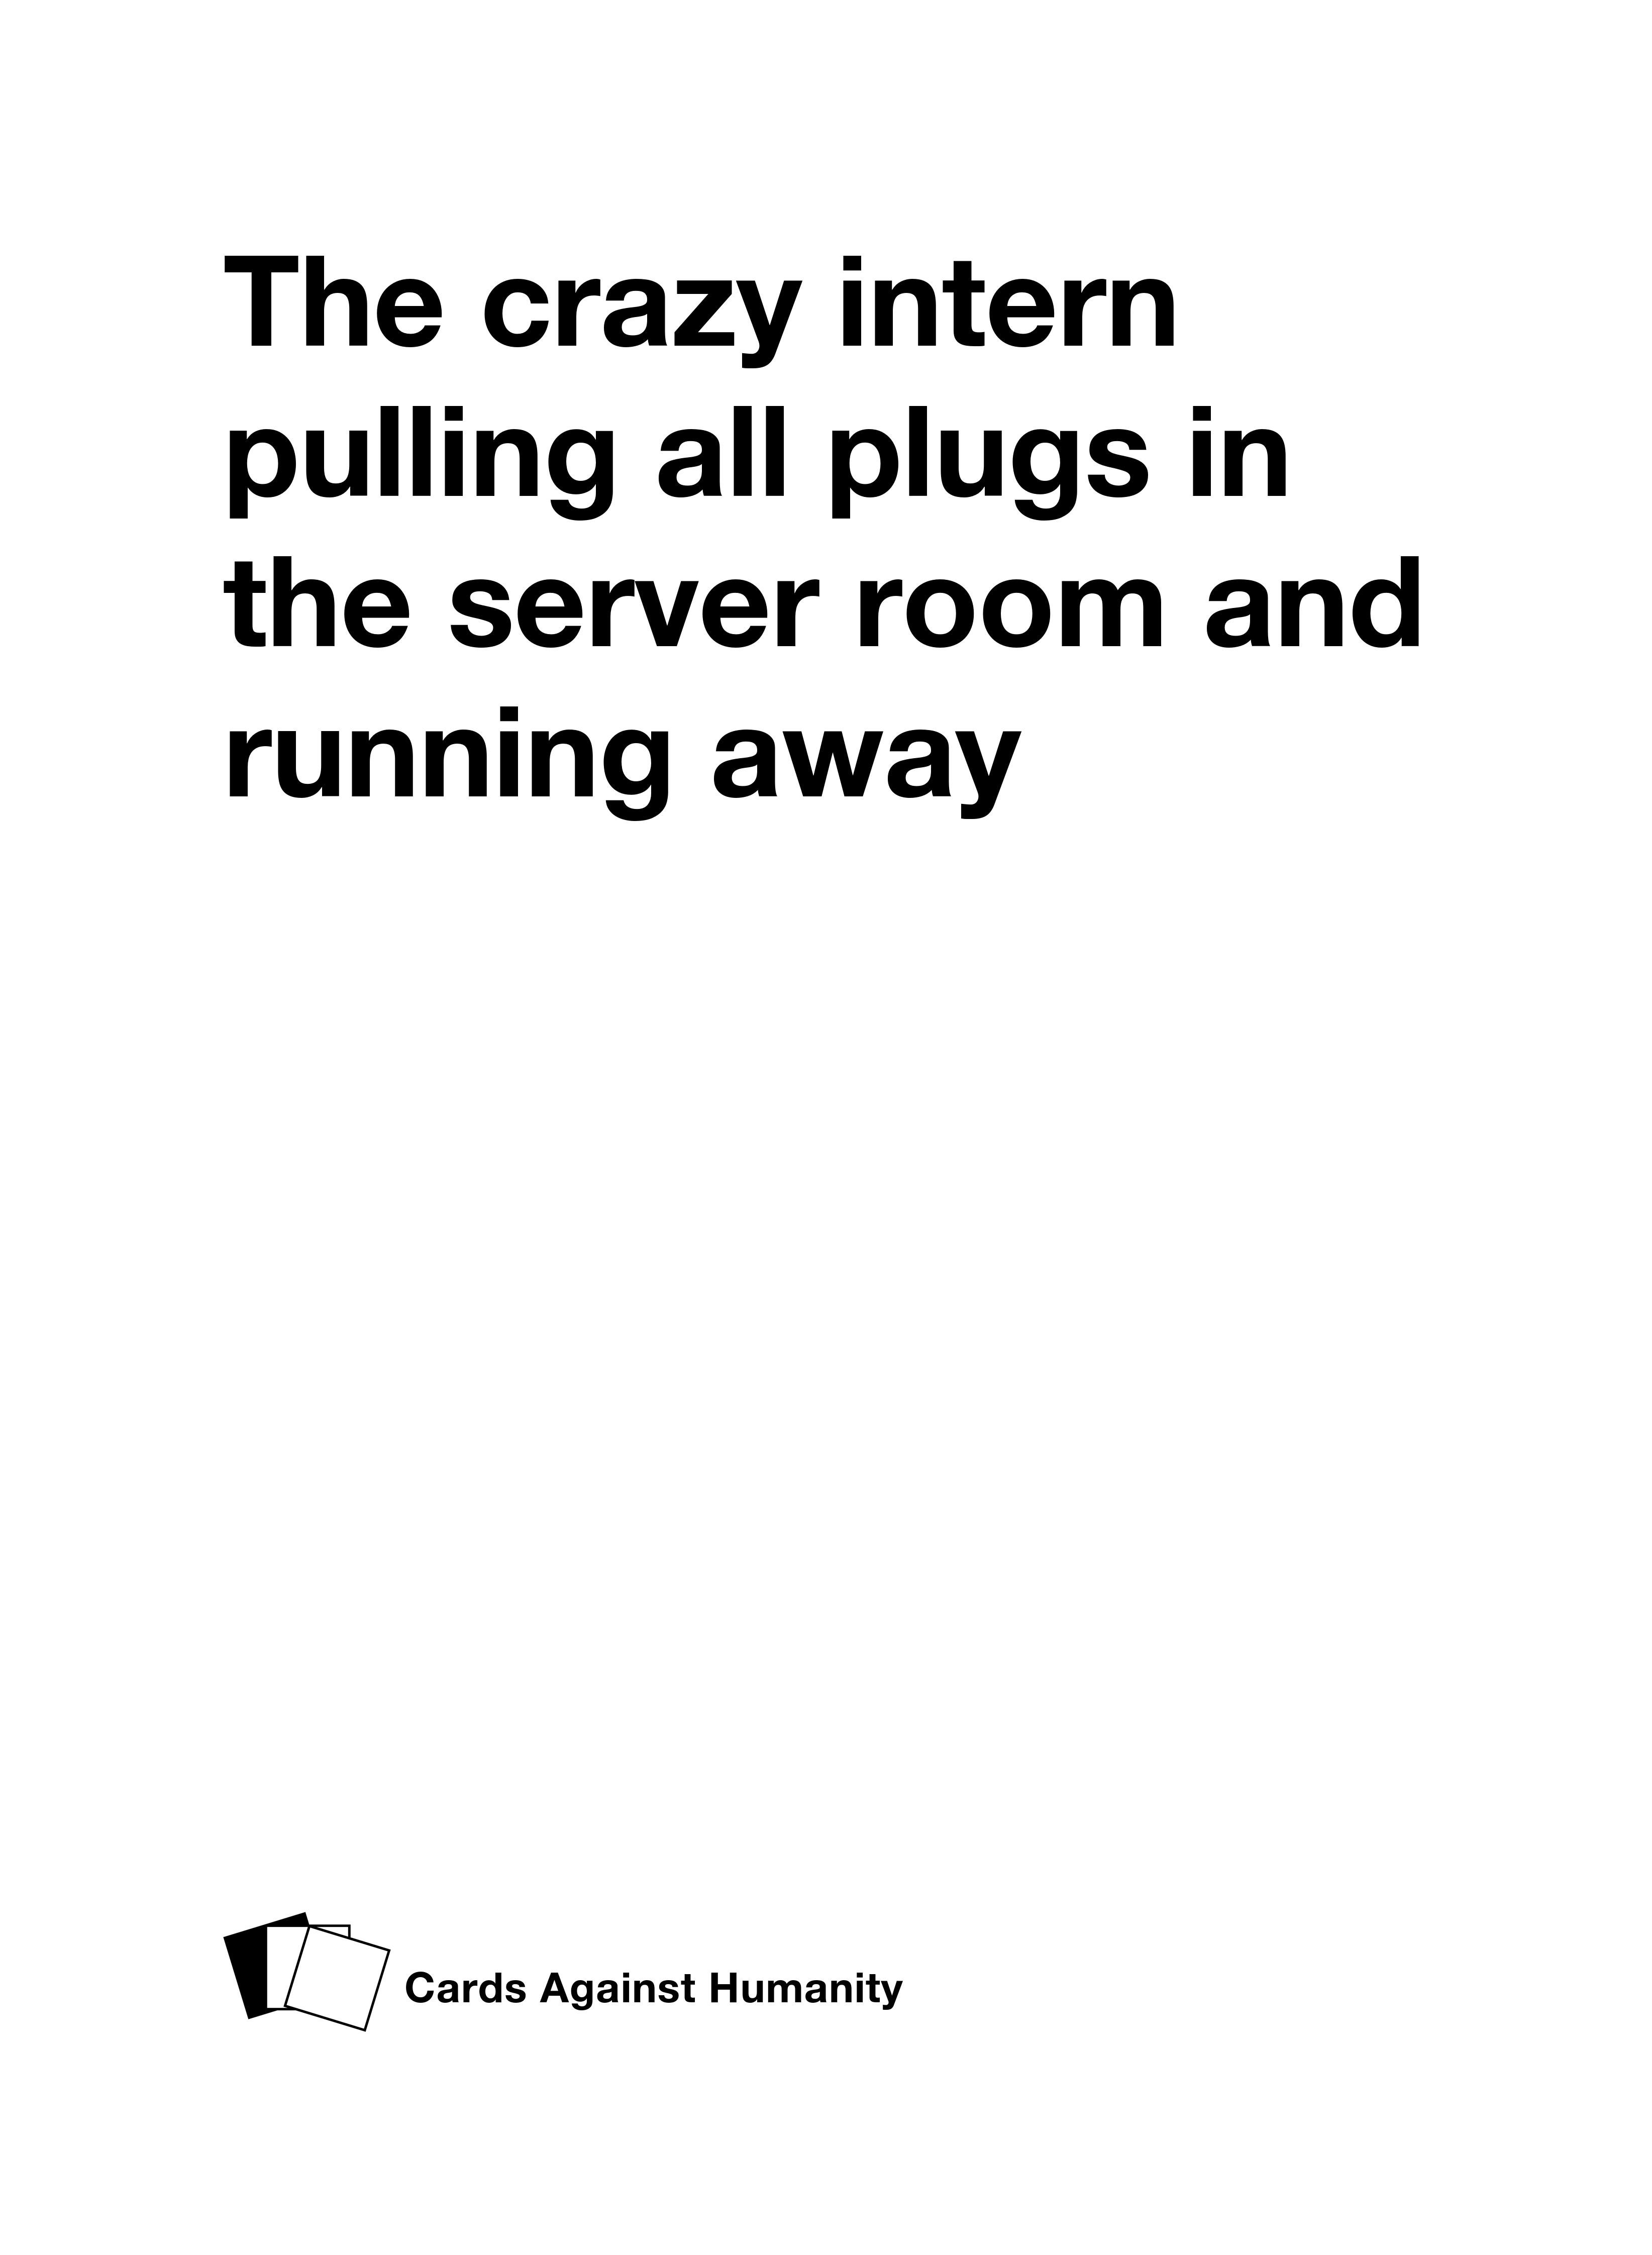 The crazy intern
pulling all plugs in
the server room and
running away
Cards Against Humanity